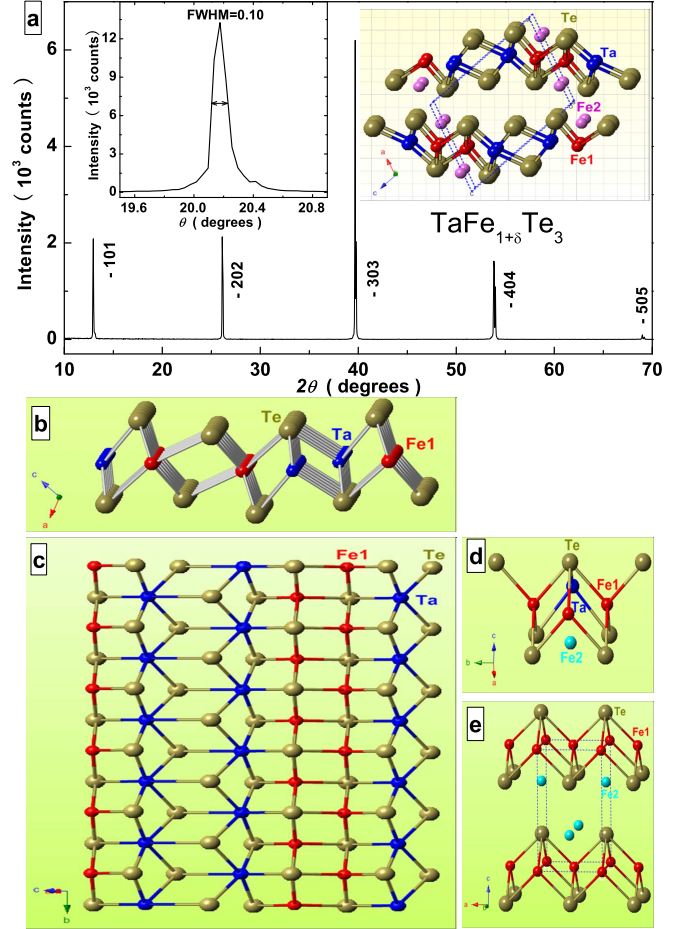 a
Intensity ( 10³ counts)
6
4
2
0
10
20
30
40
50
60
70
2θ ( degrees)
- 101
- 202
- 303
- 404
- 505
TaFe₁₊δTe₃
FWHM=0.10
Intensity ( 10³ counts)
12
9
6
3
0
19.6
20.0
20.4
20.8
θ ( degrees)
Te
Ta
Fe2
Fe1
a
c
b
Te
Ta
Fe1
c
a
c
Fe1
Te
Ta
c
b
d
Te
Fe1
Ta
Fe2
c
b
a
e
Te
Fe1
Fe2
c
a
b